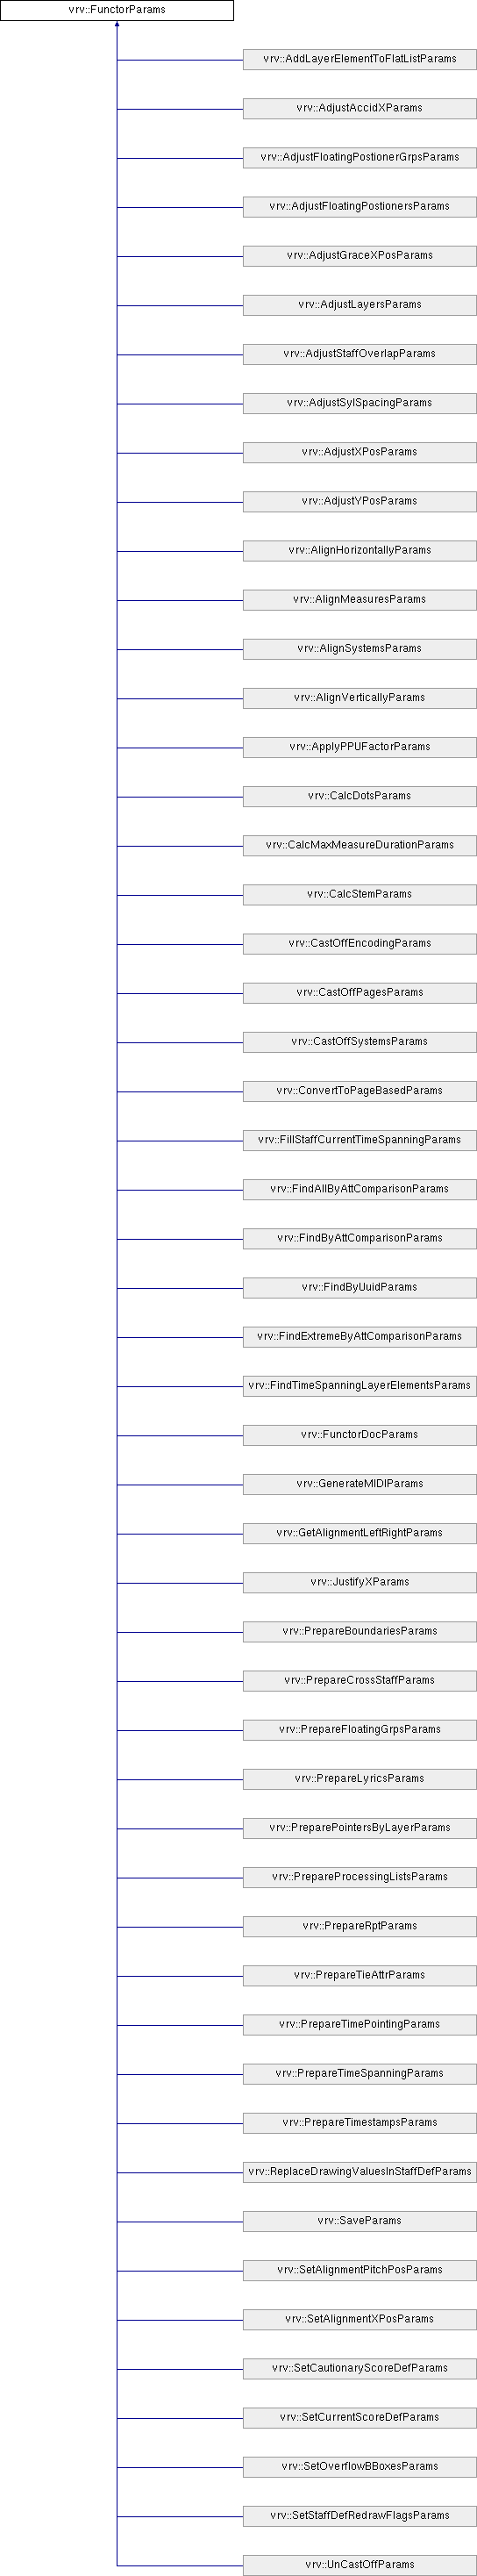 vrv::FunctorParams
vrv::AddLayerElementToFlatListParams
vrv::AdjustAccidXParams
vrv::AdjustFloatingPostionerGrpsParams
vrv::AdjustFloatingPostionersParams
vrv::AdjustGraceXPosParams
vrv::AdjustLayersParams
vrv::AdjustStaffOverlapParams
vrv::AdjustSylSpacingParams
vrv::AdjustXPosParams
vrv::AdjustYPosParams
vrv::AlignHorizontallyParams
vrv::AlignMeasuresParams
vrv::AlignSystemsParams
vrv::AlignVerticallyParams
vrv::ApplyPPUFactorParams
vrv::CalcDotsParams
vrv::CalcMaxMeasureDurationParams
vrv::CalcStemParams
vrv::CastOffEncodingParams
vrv::CastOffPagesParams
vrv::CastOffSystemsParams
vrv::ConvertToPageBasedParams
vrv::FillStaffCurrentTimeSpanningParams
vrv::FindAllByAttComparisonParams
vrv::FindByAttComparisonParams
vrv::FindByUuidParams
vrv::FindExtremeByAttComparisonParams
vrv::FindTimeSpanningLayerElementsParams
vrv::FunctorDocParams
vrv::GenerateMIDIParams
vrv::GetAlignmentLeftRightParams
vrv::JustifyXParams
vrv::PrepareBoundariesParams
vrv::PrepareCrossStaffParams
vrv::PrepareFloatingGrpsParams
vrv::PrepareLyricsParams
vrv::PreparePointersByLayerParams
vrv::PrepareProcessingListsParams
vrv::PrepareRptParams
vrv::PrepareTieAttrParams
vrv::PrepareTimePointingParams
vrv::PrepareTimeSpanningParams
vrv::PrepareTimestampsParams
vrv::ReplaceDrawingValuesInStaffDefParams
vrv::SaveParams
vrv::SetAlignmentPitchPosParams
vrv::SetAlignmentXPosParams
vrv::SetCautionaryScoreDefParams
vrv::SetCurrentScoreDefParams
vrv::SetOverflowBBoxesParams
vrv::SetStaffDefRedrawFlagsParams
vrv::UnCastOffParams